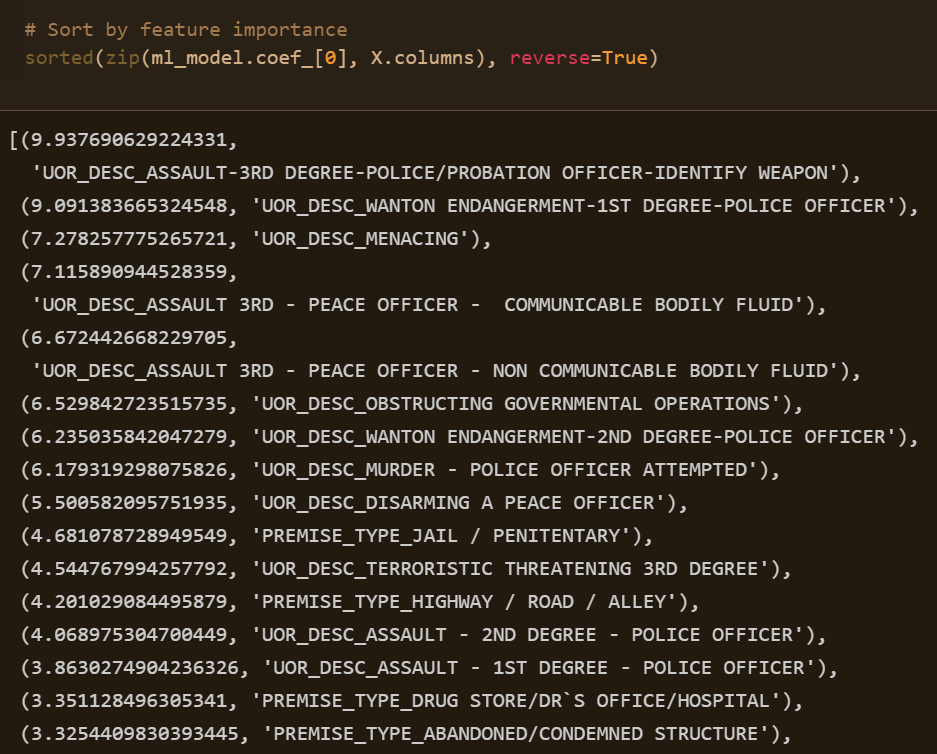 # Sort by feature importance
sorted(zip(ml_model.coef_[0], X.columns), reverse=True)
[(9.937690629224331,
'UOR_DESC_ASSAULT-3RD DEGREE-POLICE/PROBATION OFFICER-IDENTIFY WEAPON'),
(9.091383665324548, 'UOR_DESC_WANTON ENDANGERMENT-1ST DEGREE-POLICE OFFICER'),
(7.278257775265721, 'UOR_DESC_MENACING'),
(7.115890944528359,
'UOR_DESC_ASSAULT 3RD - PEACE OFFICER -  COMMUNICABLE BODILY FLUID'),
(6.672442668229705,
'UOR_DESC_ASSAULT 3RD - PEACE OFFICER - NON COMMUNICABLE BODILY FLUID'),
(6.529842723515735, 'UOR_DESC_OBSTRUCTING GOVERNMENTAL OPERATIONS'),
(6.235035842047279, 'UOR_DESC_WANTON ENDANGERMENT-2ND DEGREE-POLICE OFFICER'),
(6.179319298075826, 'UOR_DESC_MURDER - POLICE OFFICER ATTEMPTED'),
(5.500582095751935, 'UOR_DESC_DISARMING A PEACE OFFICER'),
(4.681078728949549, 'PREMISE_TYPE_JAIL / PENITENTARY'),
(4.544767994257792, 'UOR_DESC_TERRORISTIC THREATENING 3RD DEGREE'),
(4.201029084495879, 'PREMISE_TYPE_HIGHWAY / ROAD / ALLEY'),
(4.068975304700449, 'UOR_DESC_ASSAULT - 2ND DEGREE - POLICE OFFICER'),
(3.8630274904236326, 'UOR_DESC_ASSAULT - 1ST DEGREE - POLICE OFFICER'),
(3.351128496305341, 'PREMISE_TYPE_DRUG STORE/DR`S OFFICE/HOSPITAL'),
(3.3254409830393445, 'PREMISE_TYPE_ABANDONED/CONDEMNED STRUCTURE'),